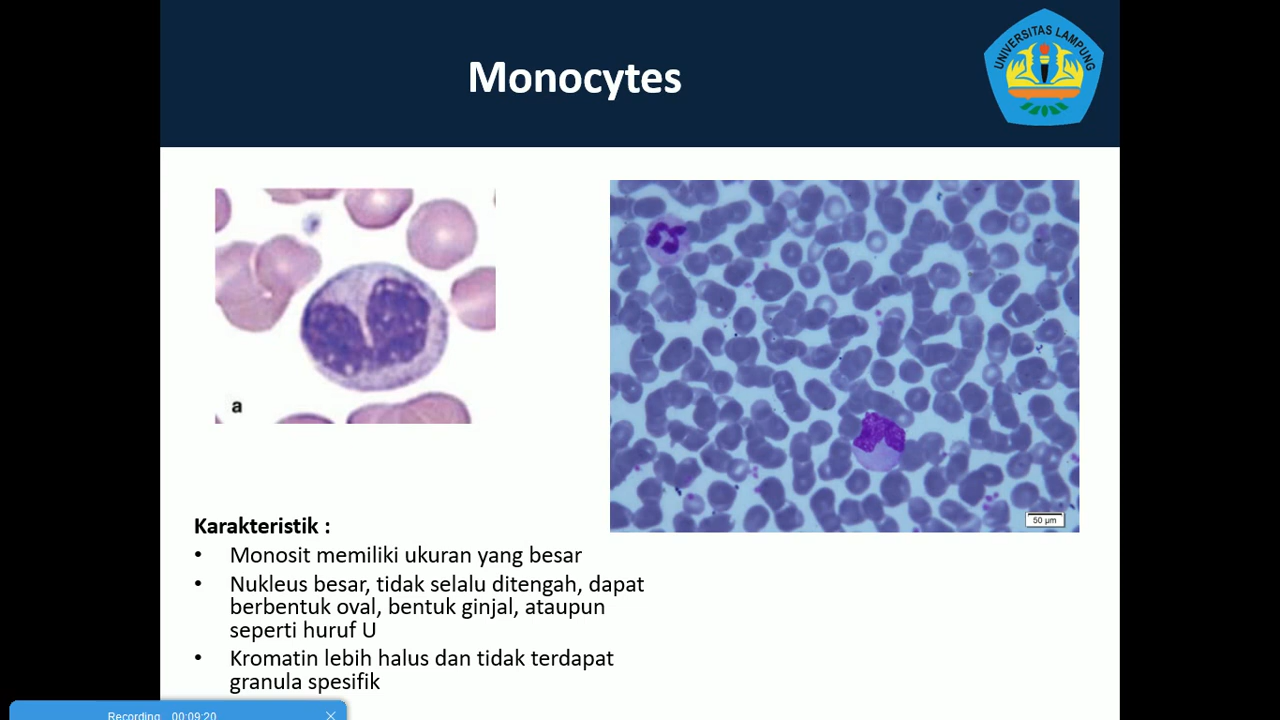 Monocytes
UNIVERSITAS LAMPUNG
a
50 µm
Karakteristik :
• Monosit memiliki ukuran yang besar
• Nukleus besar, tidak selalu ditengah, dapat
berbentuk oval, bentuk ginjal, ataupun
seperti huruf U
• Kromatin lebih halus dan tidak terdapat
granula spesifik
Recording 00:09:20